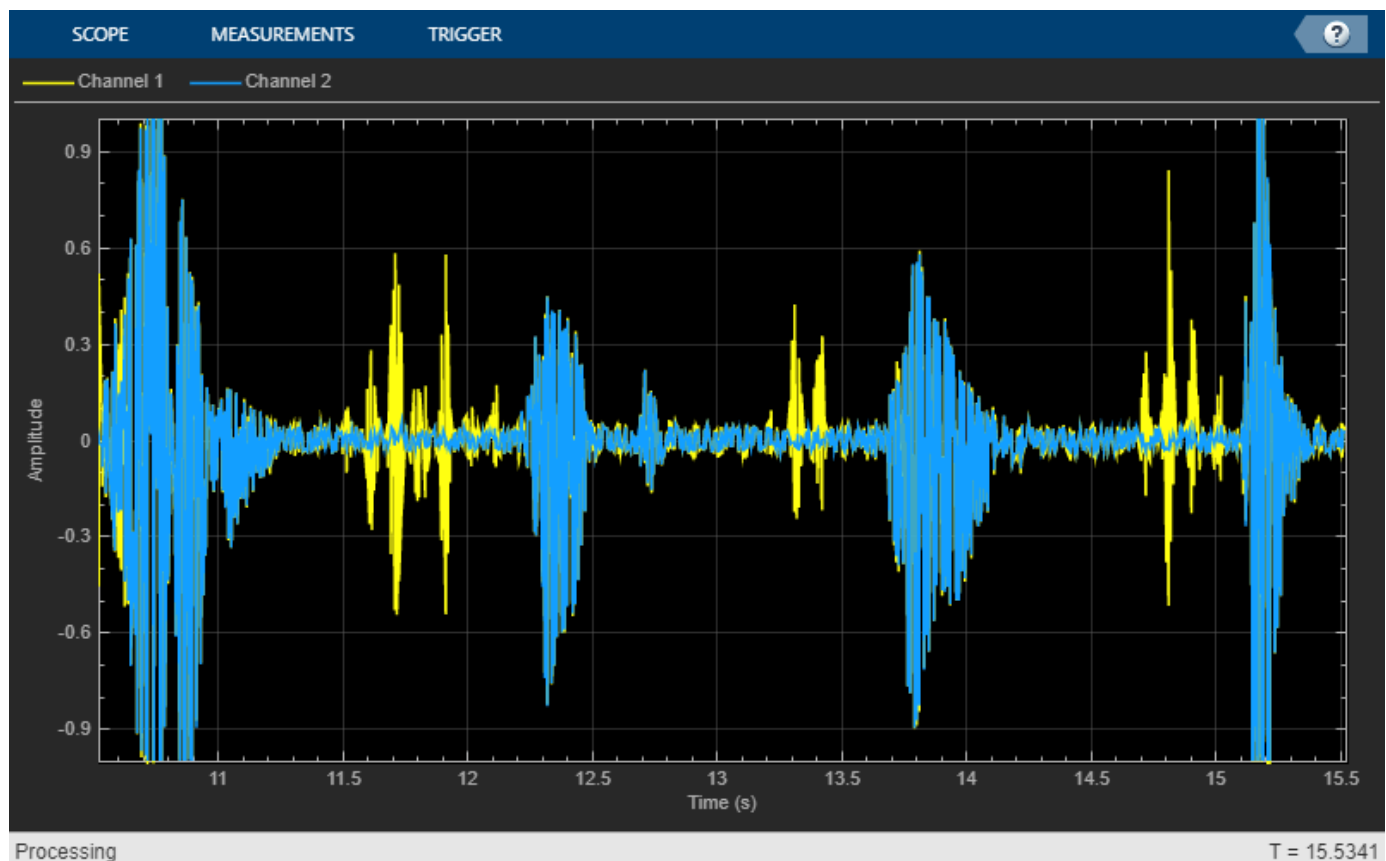 SCOPE MEASUREMENTS TRIGGER ?
Channel 1 Channel 2
0.9
0.6
0.3
0
-0.3
-0.6
-0.9
Amplitude
11 11.5 12 12.5 13 13.5 14 14.5 15 15.5
Time (s)
Processing T = 15.5341